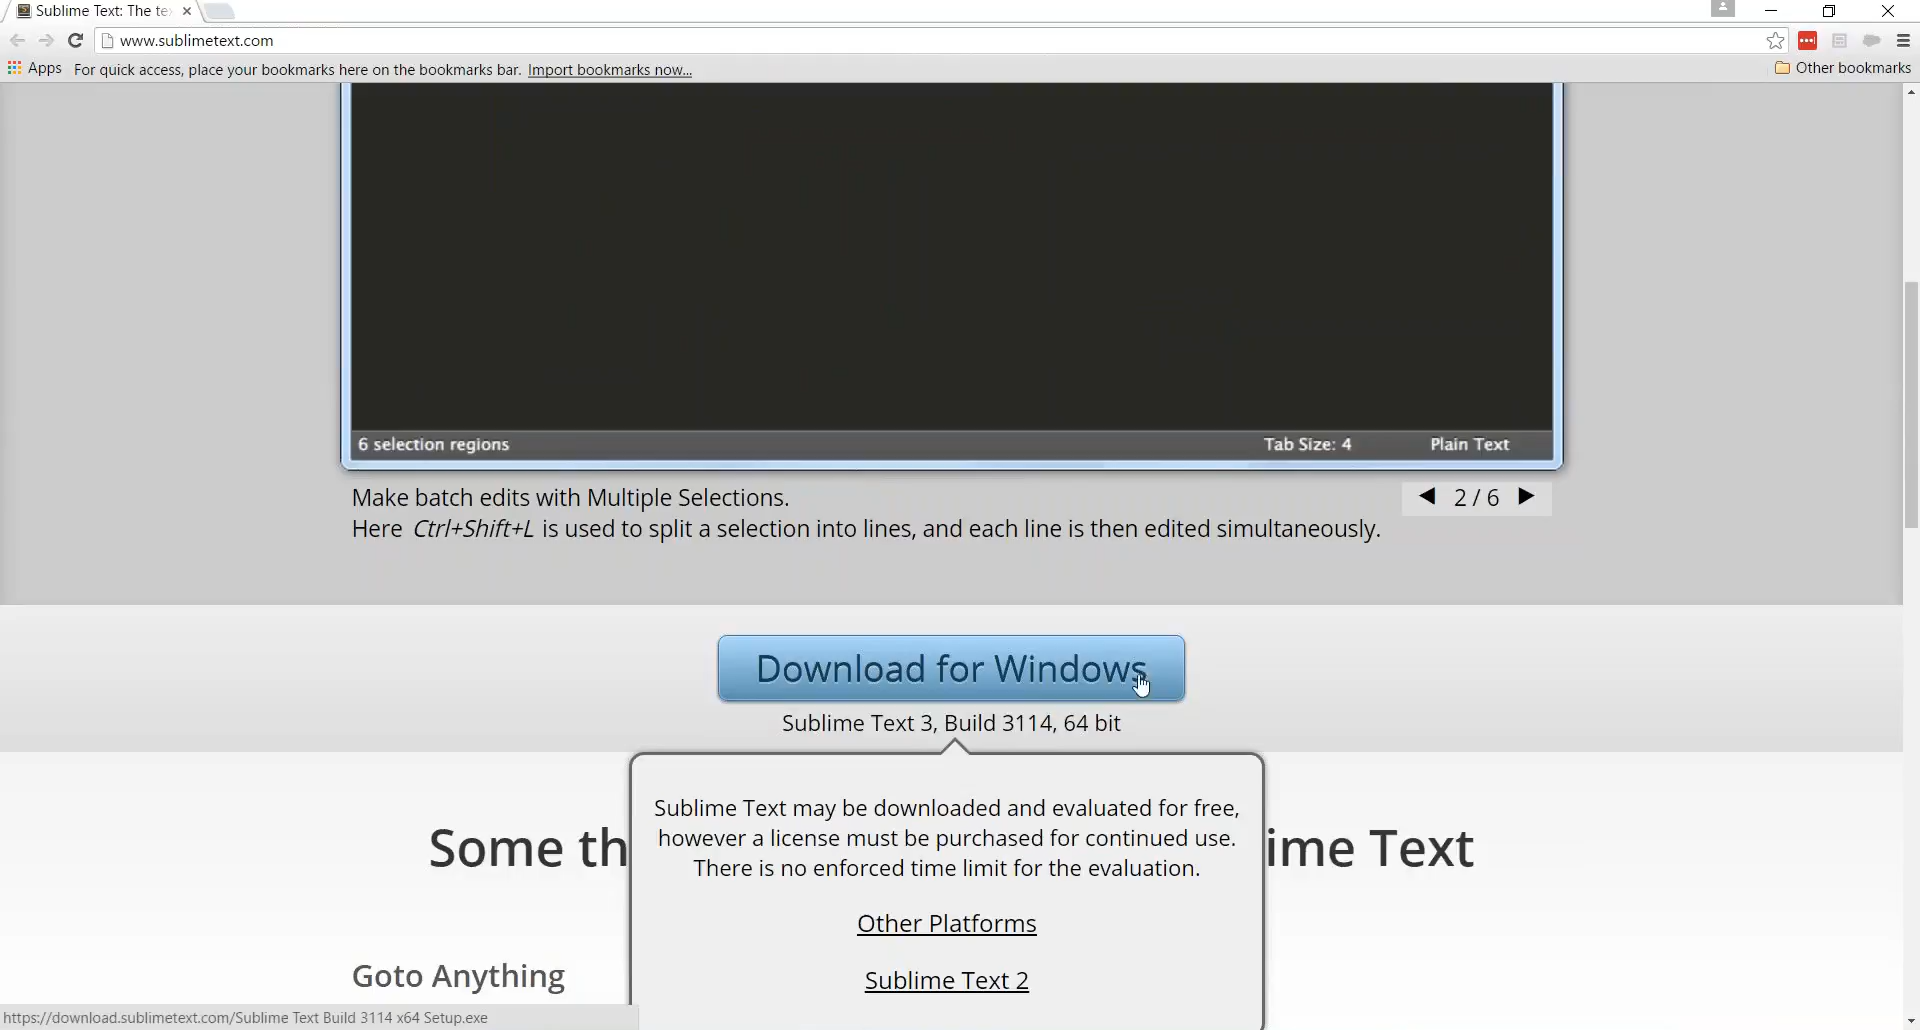 Sublime Text: The te
www.sublimetext.com
Apps For quick access, place your bookmarks here on the bookmarks bar. Import bookmarks now... Other bookmarks
6 selection regions Tab Size: 4 Plain Text
Make batch edits with Multiple Selections. 2 / 6
Here Ctrl+Shift+L is used to split a selection into lines, and each line is then edited simultaneously.
Download for Windows
Sublime Text 3, Build 3114, 64 bit
Sublime Text may be downloaded and evaluated for free,
however a license must be purchased for continued use.
There is no enforced time limit for the evaluation.
Some th ime Text
Other Platforms
Goto Anything
Sublime Text 2
https://download.sublimetext.com/Sublime Text Build 3114 x64 Setup.exe